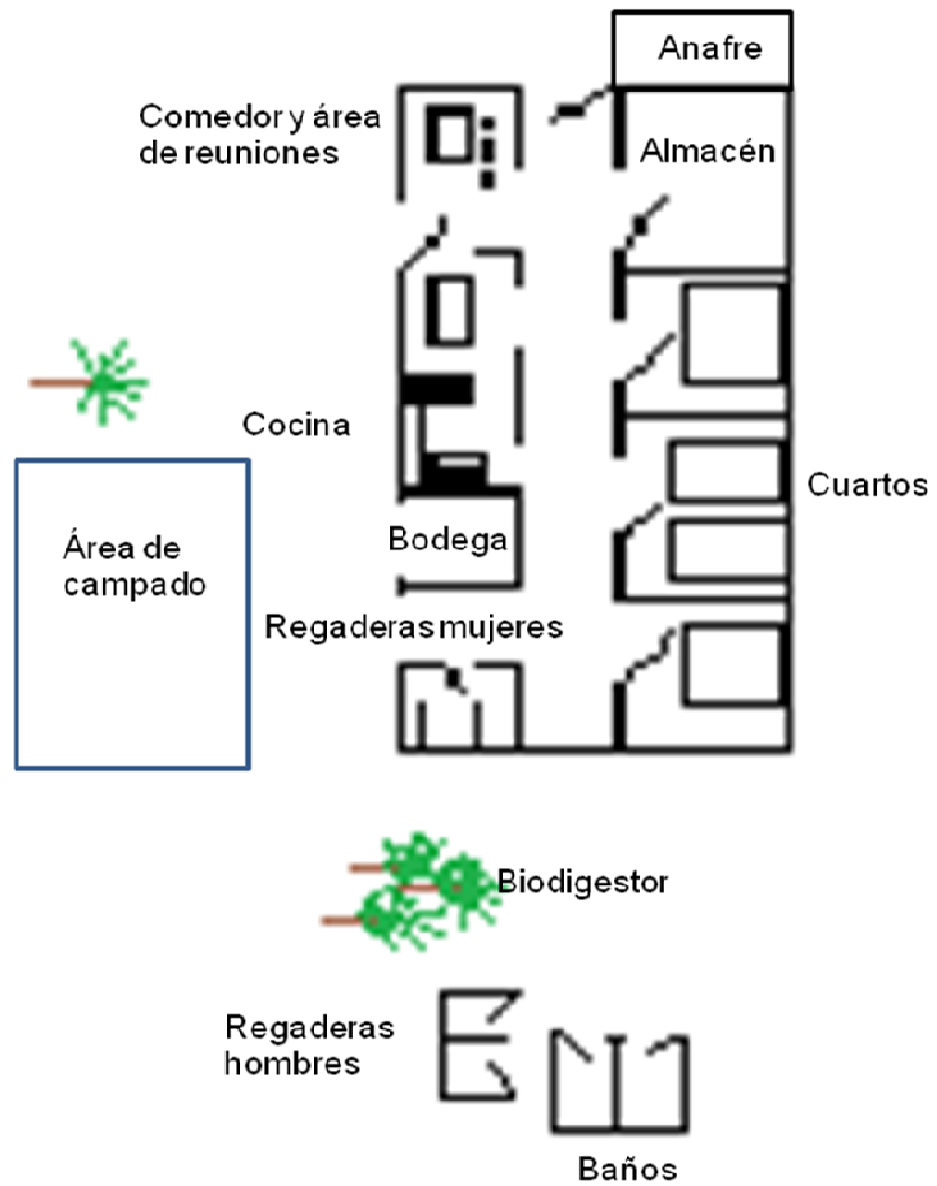 Anafre
Comedor y área
de reuniones
Almacén
Cocina
Cuartos
Bodega
Área de
campado
Regaderas mujeres
Biodigestor
Regaderas
hombres
Baños